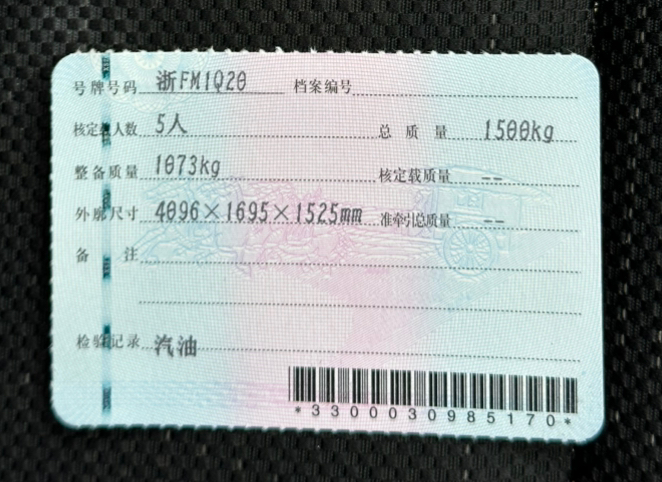 号牌号码 浙FM1Q20 档案编号
核定载人数 5人 总质量 1500kg
整备质量 1073kg 核定载质量 --
外廓尺寸 4096×1695×1525mm 准牵引总质量 --
备注
检验记录 汽油
*3300030985170*